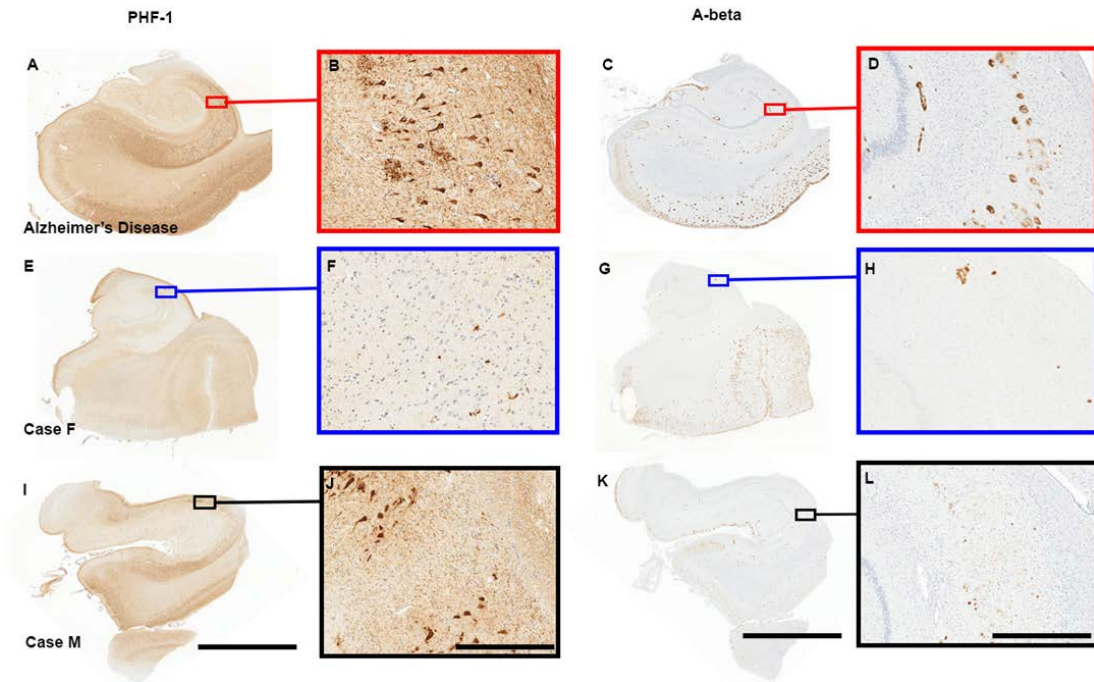 PHF-1 A-beta
A B C D
Alzheimer's Disease
E F G H
Case F
I J K L
Case M